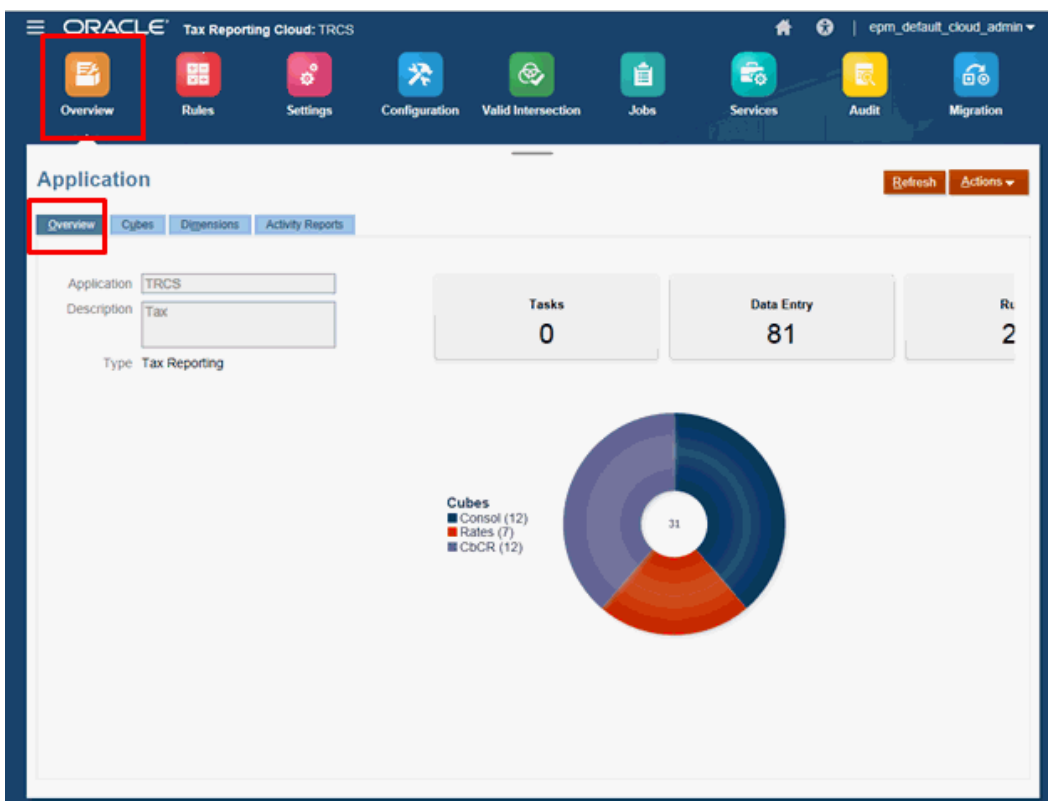 ORACLE Tax Reporting Cloud: TRCS epm_default_cloud_admin
Overview Rules Settings Configuration Valid Intersection Jobs Services Audit Migration
Application Refresh Actions
Overview Cubes Dimensions Activity Reports
Application TRCS
Description Tax
Type Tax Reporting
Tasks
0
Data Entry
81
Ru
2
Cubes
Consol (12)
Rates (7)
CbCR (12)
31